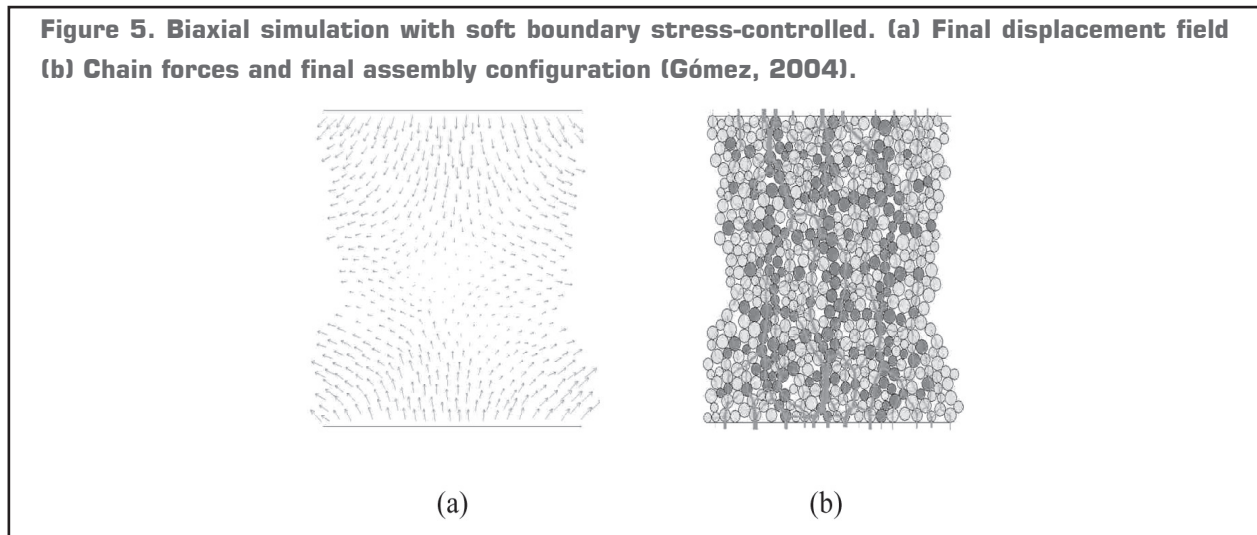 Figure 5. Biaxial simulation with soft boundary stress-controlled. (a) Final displacement field
(b) Chain forces and final assembly configuration (Gómez, 2004).
(a) (b)